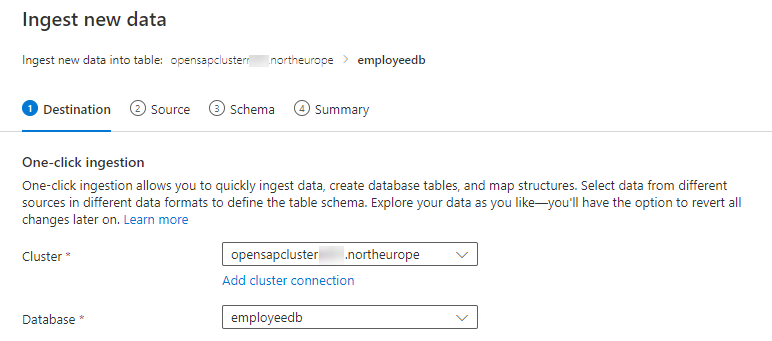 Ingest new data
Ingest new data into table: opensapcluster .northeurope > employeedb
1 Destination 2 Source 3 Schema 4 Summary
One-click ingestion
One-click ingestion allows you to quickly ingest data, create database tables, and map structures. Select data from different
sources in different data formats to define the table schema. Explore your data as you like—you'll have the option to revert all
changes later on. Learn more
Cluster * opensapcluster .northeurope
Add cluster connection
Database * employeedb